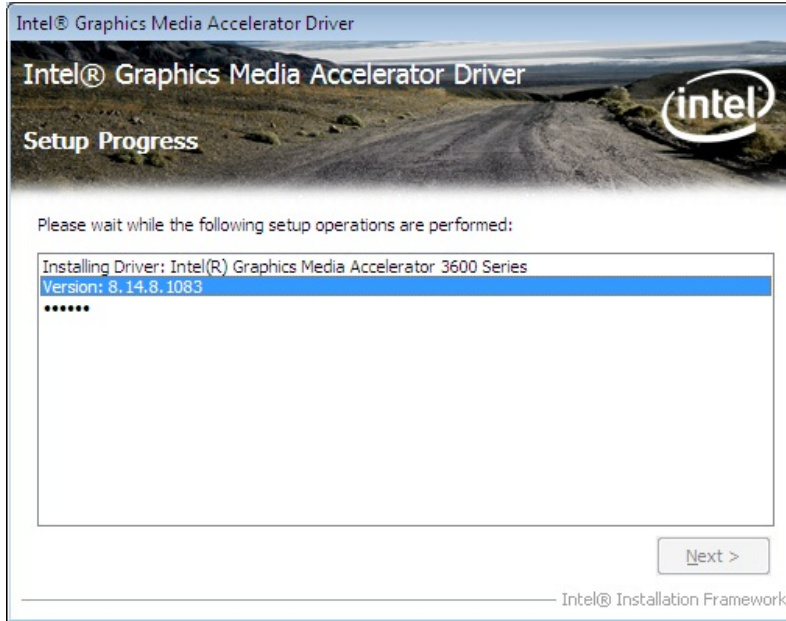 Intel® Graphics Media Accelerator Driver
Intel® Graphics Media Accelerator Driver
intel
Setup Progress
Please wait while the following setup operations are performed:
Installing Driver: Intel(R) Graphics Media Accelerator 3600 Series
Version: 8.14.8.1083
••••••
Next >
Intel® Installation Framework